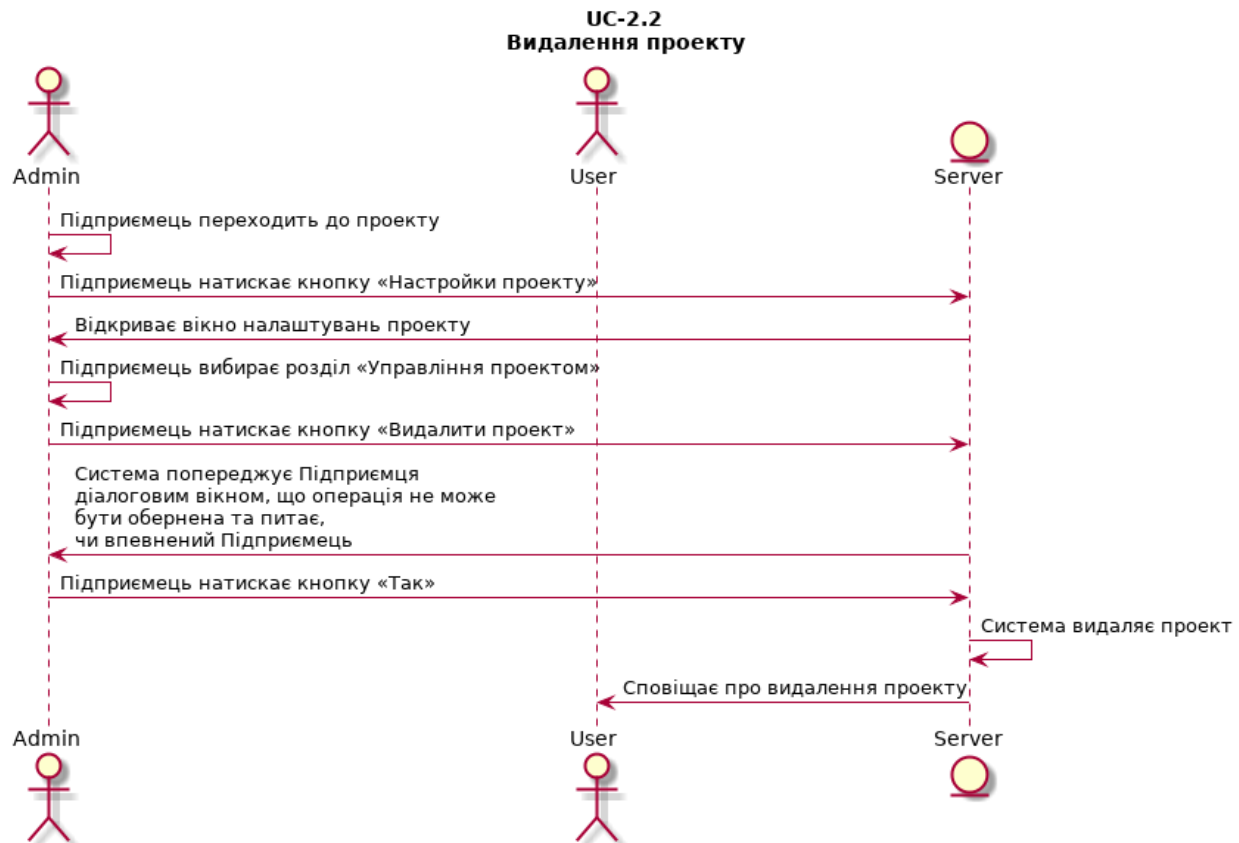 UC-2.2
Видалення проекту
Admin
User
Server
Підприємець переходить до проекту
Підприємець натискає кнопку «Настройки проекту»
Відкриває вікно налаштувань проекту
Підприємець вибирає розділ «Управління проектом»
Підприємець натискає кнопку «Видалити проект»
Система попереджує Підприємця
діалоговим вікном, що операція не може
бути обернена та питає,
чи впевнений Підприємець
Підприємець натискає кнопку «Так»
Система видаляє проект
Сповіщає про видалення проекту
Admin
User
Server